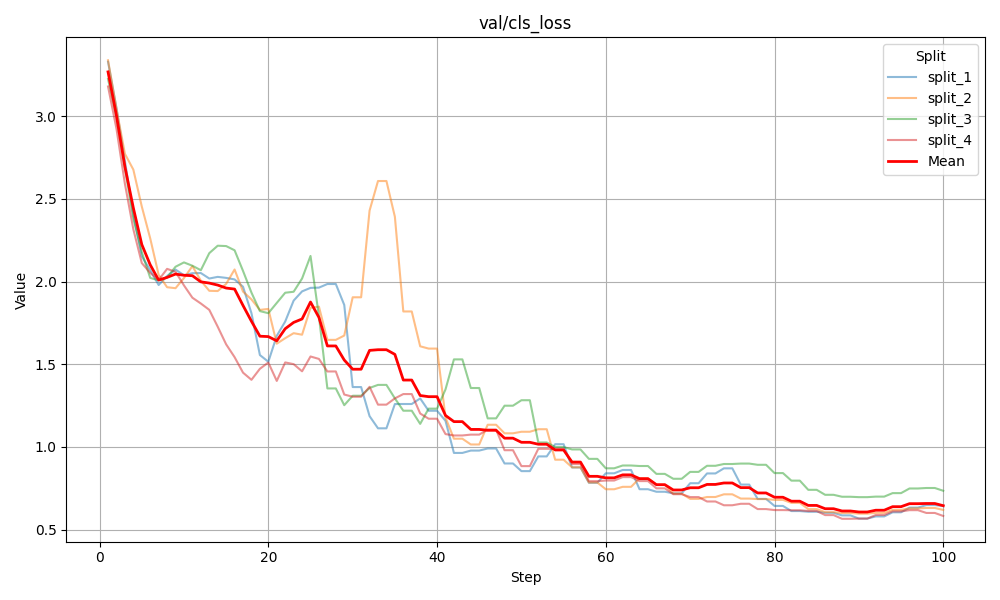 val/cls_loss
Value
3.0
2.5
2.0
1.5
1.0
0.5
0
20
40
60
80
100
Step
Split
split_1
split_2
split_3
split_4
Mean